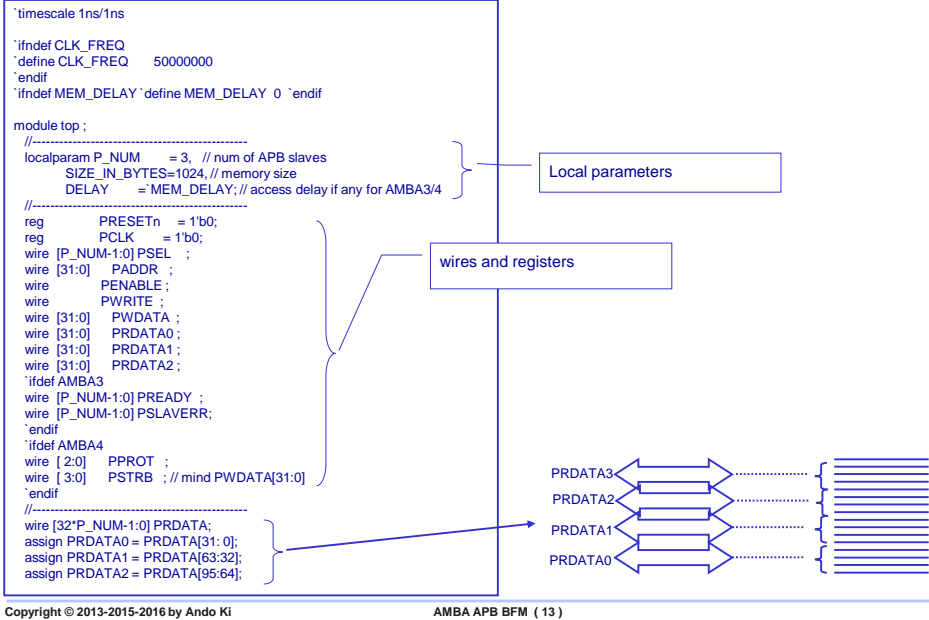 `timescale 1ns/1ns
`ifndef CLK_FREQ
`define CLK_FREQ 50000000
`endif
`ifndef MEM_DELAY `define MEM_DELAY 0 `endif
module top ;
//------------------------------------------------
localparam P_NUM = 3, // num of APB slaves
SIZE_IN_BYTES=1024, // memory size
DELAY =`MEM_DELAY; // access delay if any for AMBA3/4
//------------------------------------------------
reg PRESETn = 1'b0;
reg PCLK = 1'b0;
wire [P_NUM-1:0] PSEL ;
wire [31:0] PADDR ;
wire PENABLE ;
wire PWRITE ;
wire [31:0] PWDATA ;
wire [31:0] PRDATA0 ;
wire [31:0] PRDATA1 ;
wire [31:0] PRDATA2 ;
`ifdef AMBA3
wire [P_NUM-1:0] PREADY ;
wire [P_NUM-1:0] PSLAVERR;
`endif
`ifdef AMBA4
wire [ 2:0] PPROT ;
wire [ 3:0] PSTRB ; // mind PWDATA[31:0]
`endif
//------------------------------------------------
wire [32*P_NUM-1:0] PRDATA;
assign PRDATA0 = PRDATA[31: 0];
assign PRDATA1 = PRDATA[63:32];
assign PRDATA2 = PRDATA[95:64];
Local parameters
wires and registers
PRDATA3
PRDATA2
PRDATA1
PRDATA0
Copyright © 2013-2015-2016 by Ando Ki
AMBA APB BFM ( 13 )